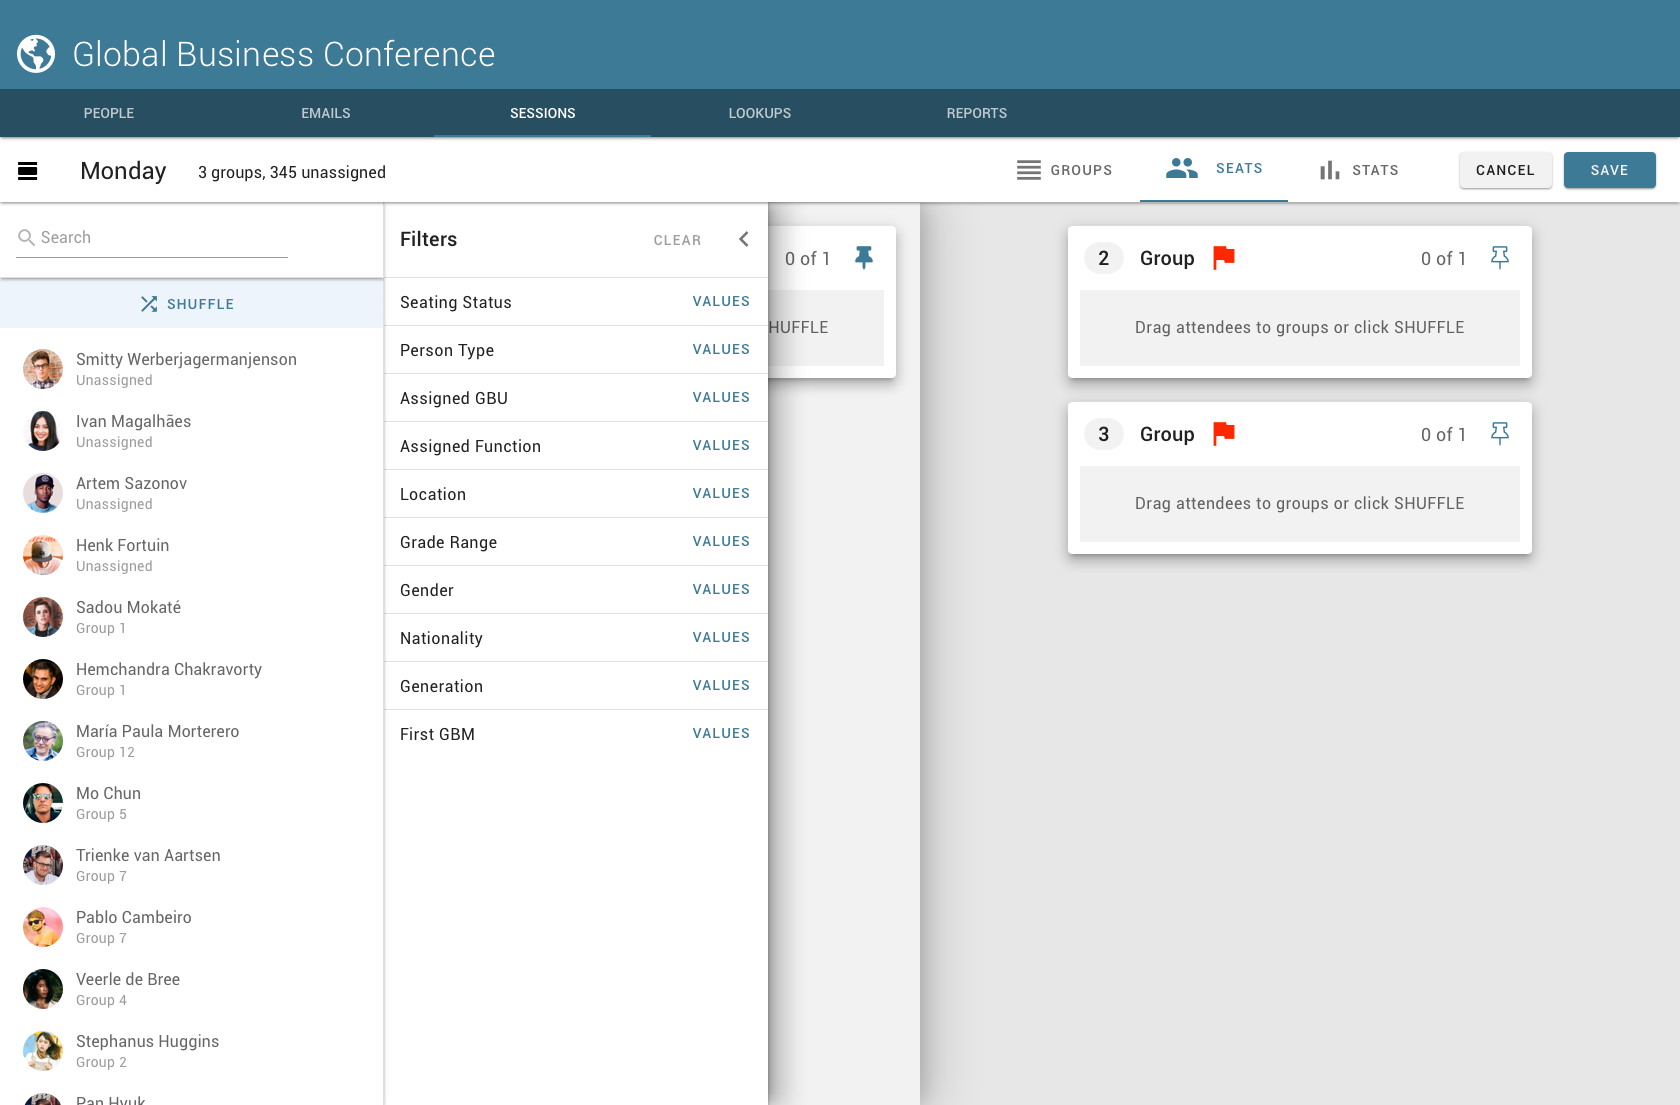 Global Business Conference
PEOPLE
EMAILS
SESSIONS
LOOKUPS
REPORTS
Monday
3 groups, 345 unassigned
GROUPS
SEATS
STATS
CANCEL
SAVE
Search
SHUFFLE
Smitty Werberjagermanjenson
Unassigned
Ivan Magalhães
Unassigned
Artem Sazonov
Unassigned
Henk Fortuin
Unassigned
Sadou Mokaté
Group 1
Hemchandra Chakravorty
Group 1
María Paula Morterero
Group 12
Mo Chun
Group 5
Trienke van Aartsen
Group 7
Pablo Cambeiro
Group 7
Veerle de Bree
Group 4
Stephanus Huggins
Group 2
Pan Hyuk
Filters
CLEAR
Seating Status VALUES
Person Type VALUES
Assigned GBU VALUES
Assigned Function VALUES
Location VALUES
Grade Range VALUES
Gender VALUES
Nationality VALUES
Generation VALUES
First GBM VALUES
0 of 1
HUFFLE
2 Group 0 of 1
Drag attendees to groups or click SHUFFLE
3 Group 0 of 1
Drag attendees to groups or click SHUFFLE